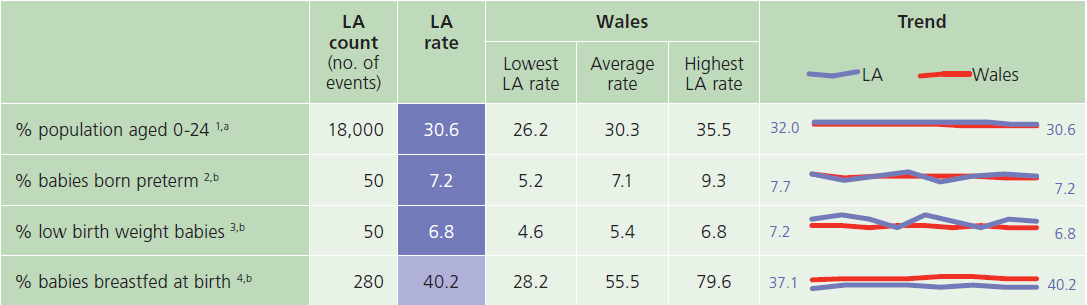 LA count (no. of events) LA rate Wales Trend
Lowest LA rate Average rate Highest LA rate LA Wales
% population aged 0-24 1,a 18,000 30.6 26.2 30.3 35.5 32.0 30.6
% babies born preterm 2,b 50 7.2 5.2 7.1 9.3 7.7 7.2
% low birth weight babies 3,b 50 6.8 4.6 5.4 6.8 7.2 6.8
% babies breastfed at birth 4,b 280 40.2 28.2 55.5 79.6 37.1 40.2